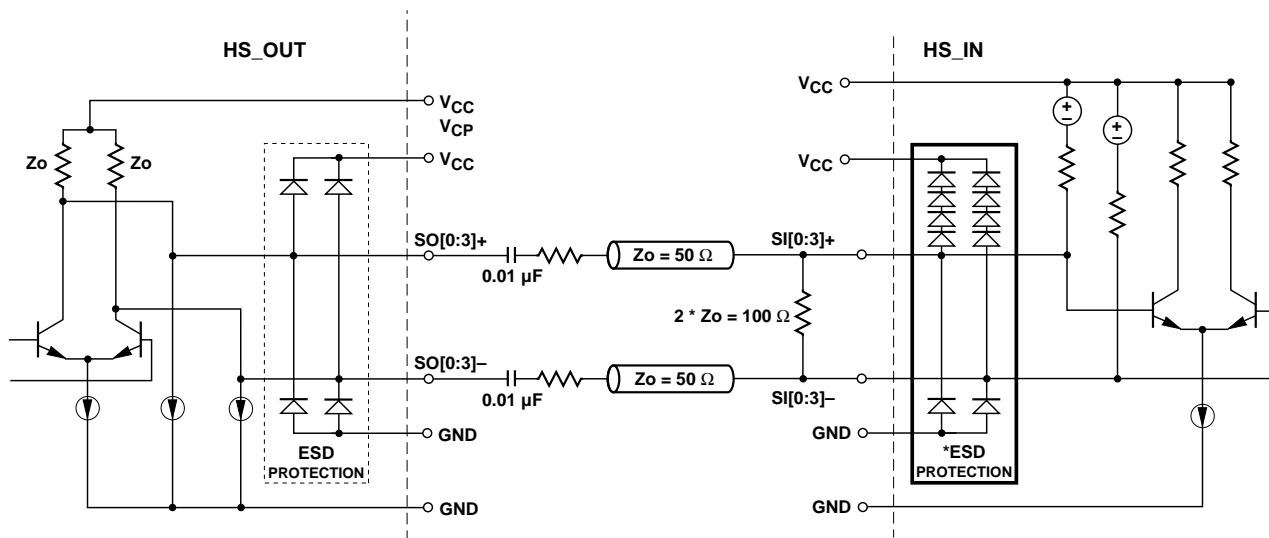 HS_OUT
HS_IN
VCC
VCP
VCC
VCC
VCC
Zo
Zo
SO[0:3]+
0.01 µF
Zo = 50 Ω
SI[0:3]+
2 * Zo = 100 Ω
SO[0:3]–
0.01 µF
Zo = 50 Ω
SI[0:3]–
GND
GND
ESD
PROTECTION
*ESD
PROTECTION
GND
GND
+
–
+
–